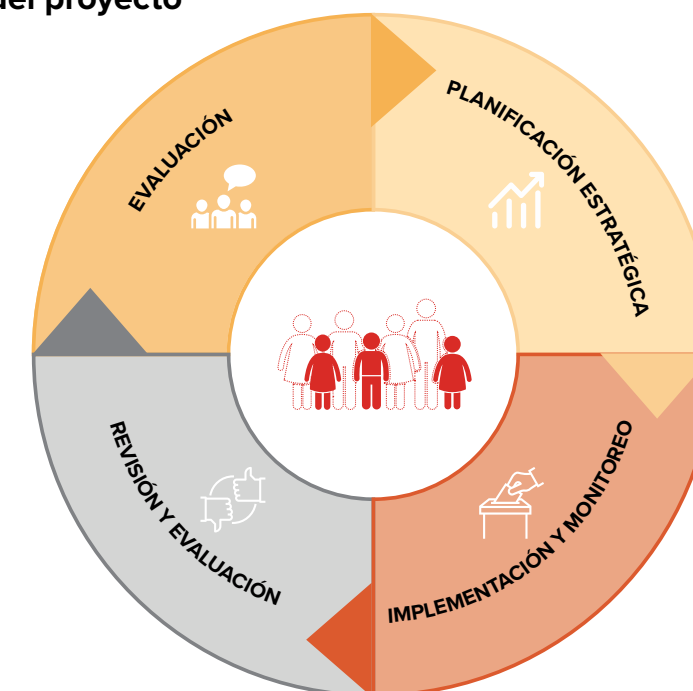 del proyecto
EVALUACIÓN
PLANIFICACIÓN ESTRATÉGICA
REVISIÓN Y EVALUACIÓN
IMPLEMENTACIÓN Y MONITOREO